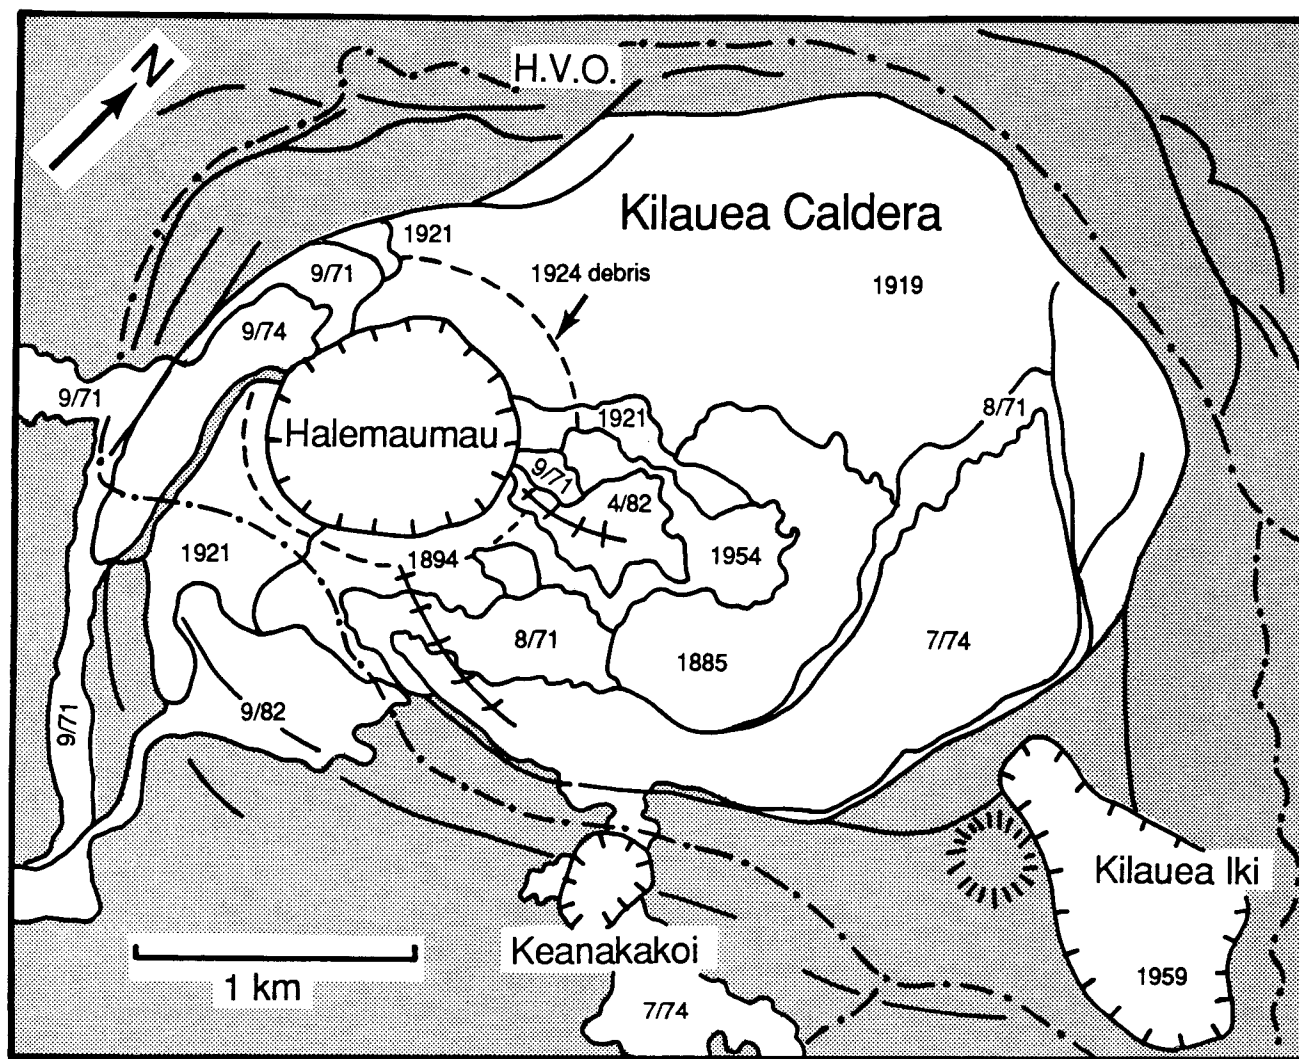 N
H.V.O.
Kilauea Caldera
1921
9/71
1924 debris
1919
9/74
9/71
8/71
Halemaumau
1921
9/71
4/82
1921
1894
1954
8/71
1885
7/74
9/82
9/71
Kilauea Iki
Keanakakoi
1 km
1959
7/74